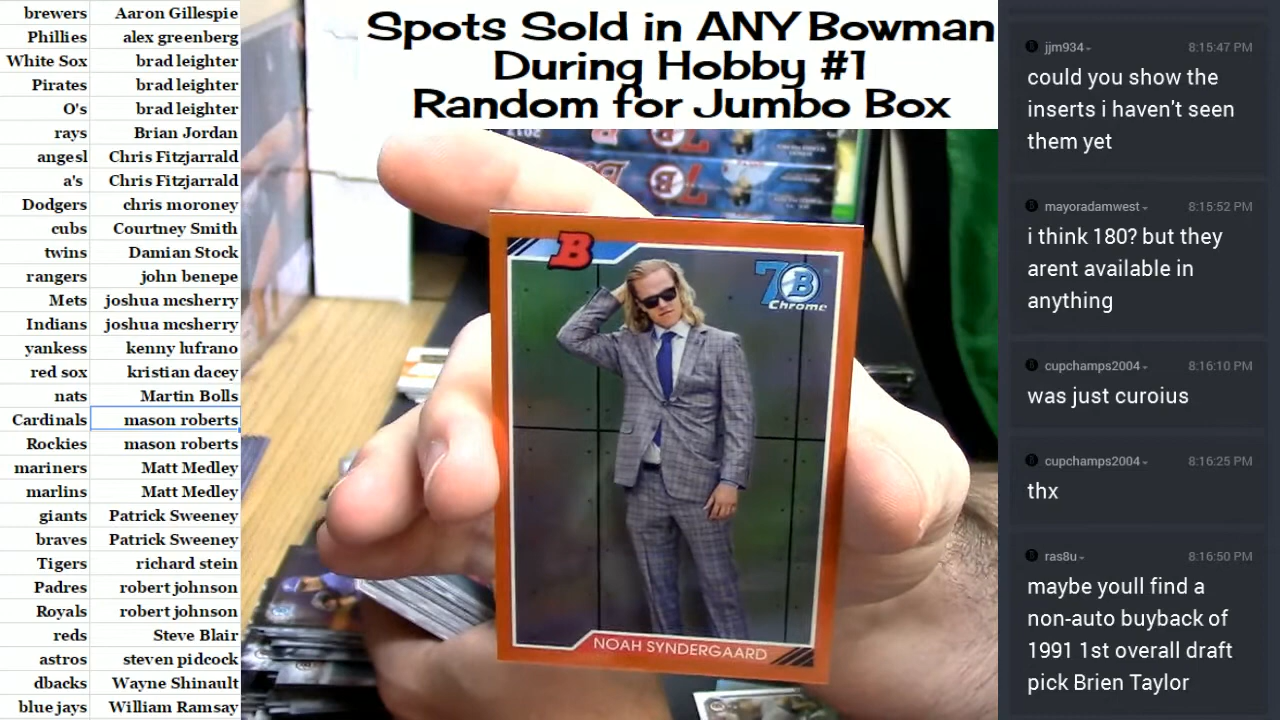 brewers Aaron Gillespie
Phillies alex greenberg
White Sox brad leighter
Pirates brad leighter
O's brad leighter
rays Brian Jordan
angesl Chris Fitzjarrald
a's Chris Fitzjarrald
Dodgers chris moroney
cubs Courtney Smith
twins Damian Stock
rangers john benepe
Mets joshua mcsherry
Indians joshua mcsherry
yankess kenny lufrano
red sox kristian dacey
nats Martin Bolls
Cardinals mason roberts
Rockies mason roberts
mariners Matt Medley
marlins Matt Medley
giants Patrick Sweeney
braves Patrick Sweeney
Tigers richard stein
Padres robert johnson
Royals robert johnson
reds Steve Blair
astros steven pidcock
dbacks Wayne Shinault
blue jays William Ramsay
Spots Sold in ANY Bowman
During Hobby #1
Random for Jumbo Box
2017
B
70 B
Chrome
NOAH SYNDERGAARD
jjm934 8:15:47 PM
could you show the
inserts i haven't seen
them yet
mayoradamwest 8:15:52 PM
i think 180? but they
arent available in
anything
cupchamps2004 8:16:10 PM
was just curoius
cupchamps2004 8:16:25 PM
thx
ras8u 8:16:50 PM
maybe youll find a
non-auto buyback of
1991 1st overall draft
pick Brien Taylor